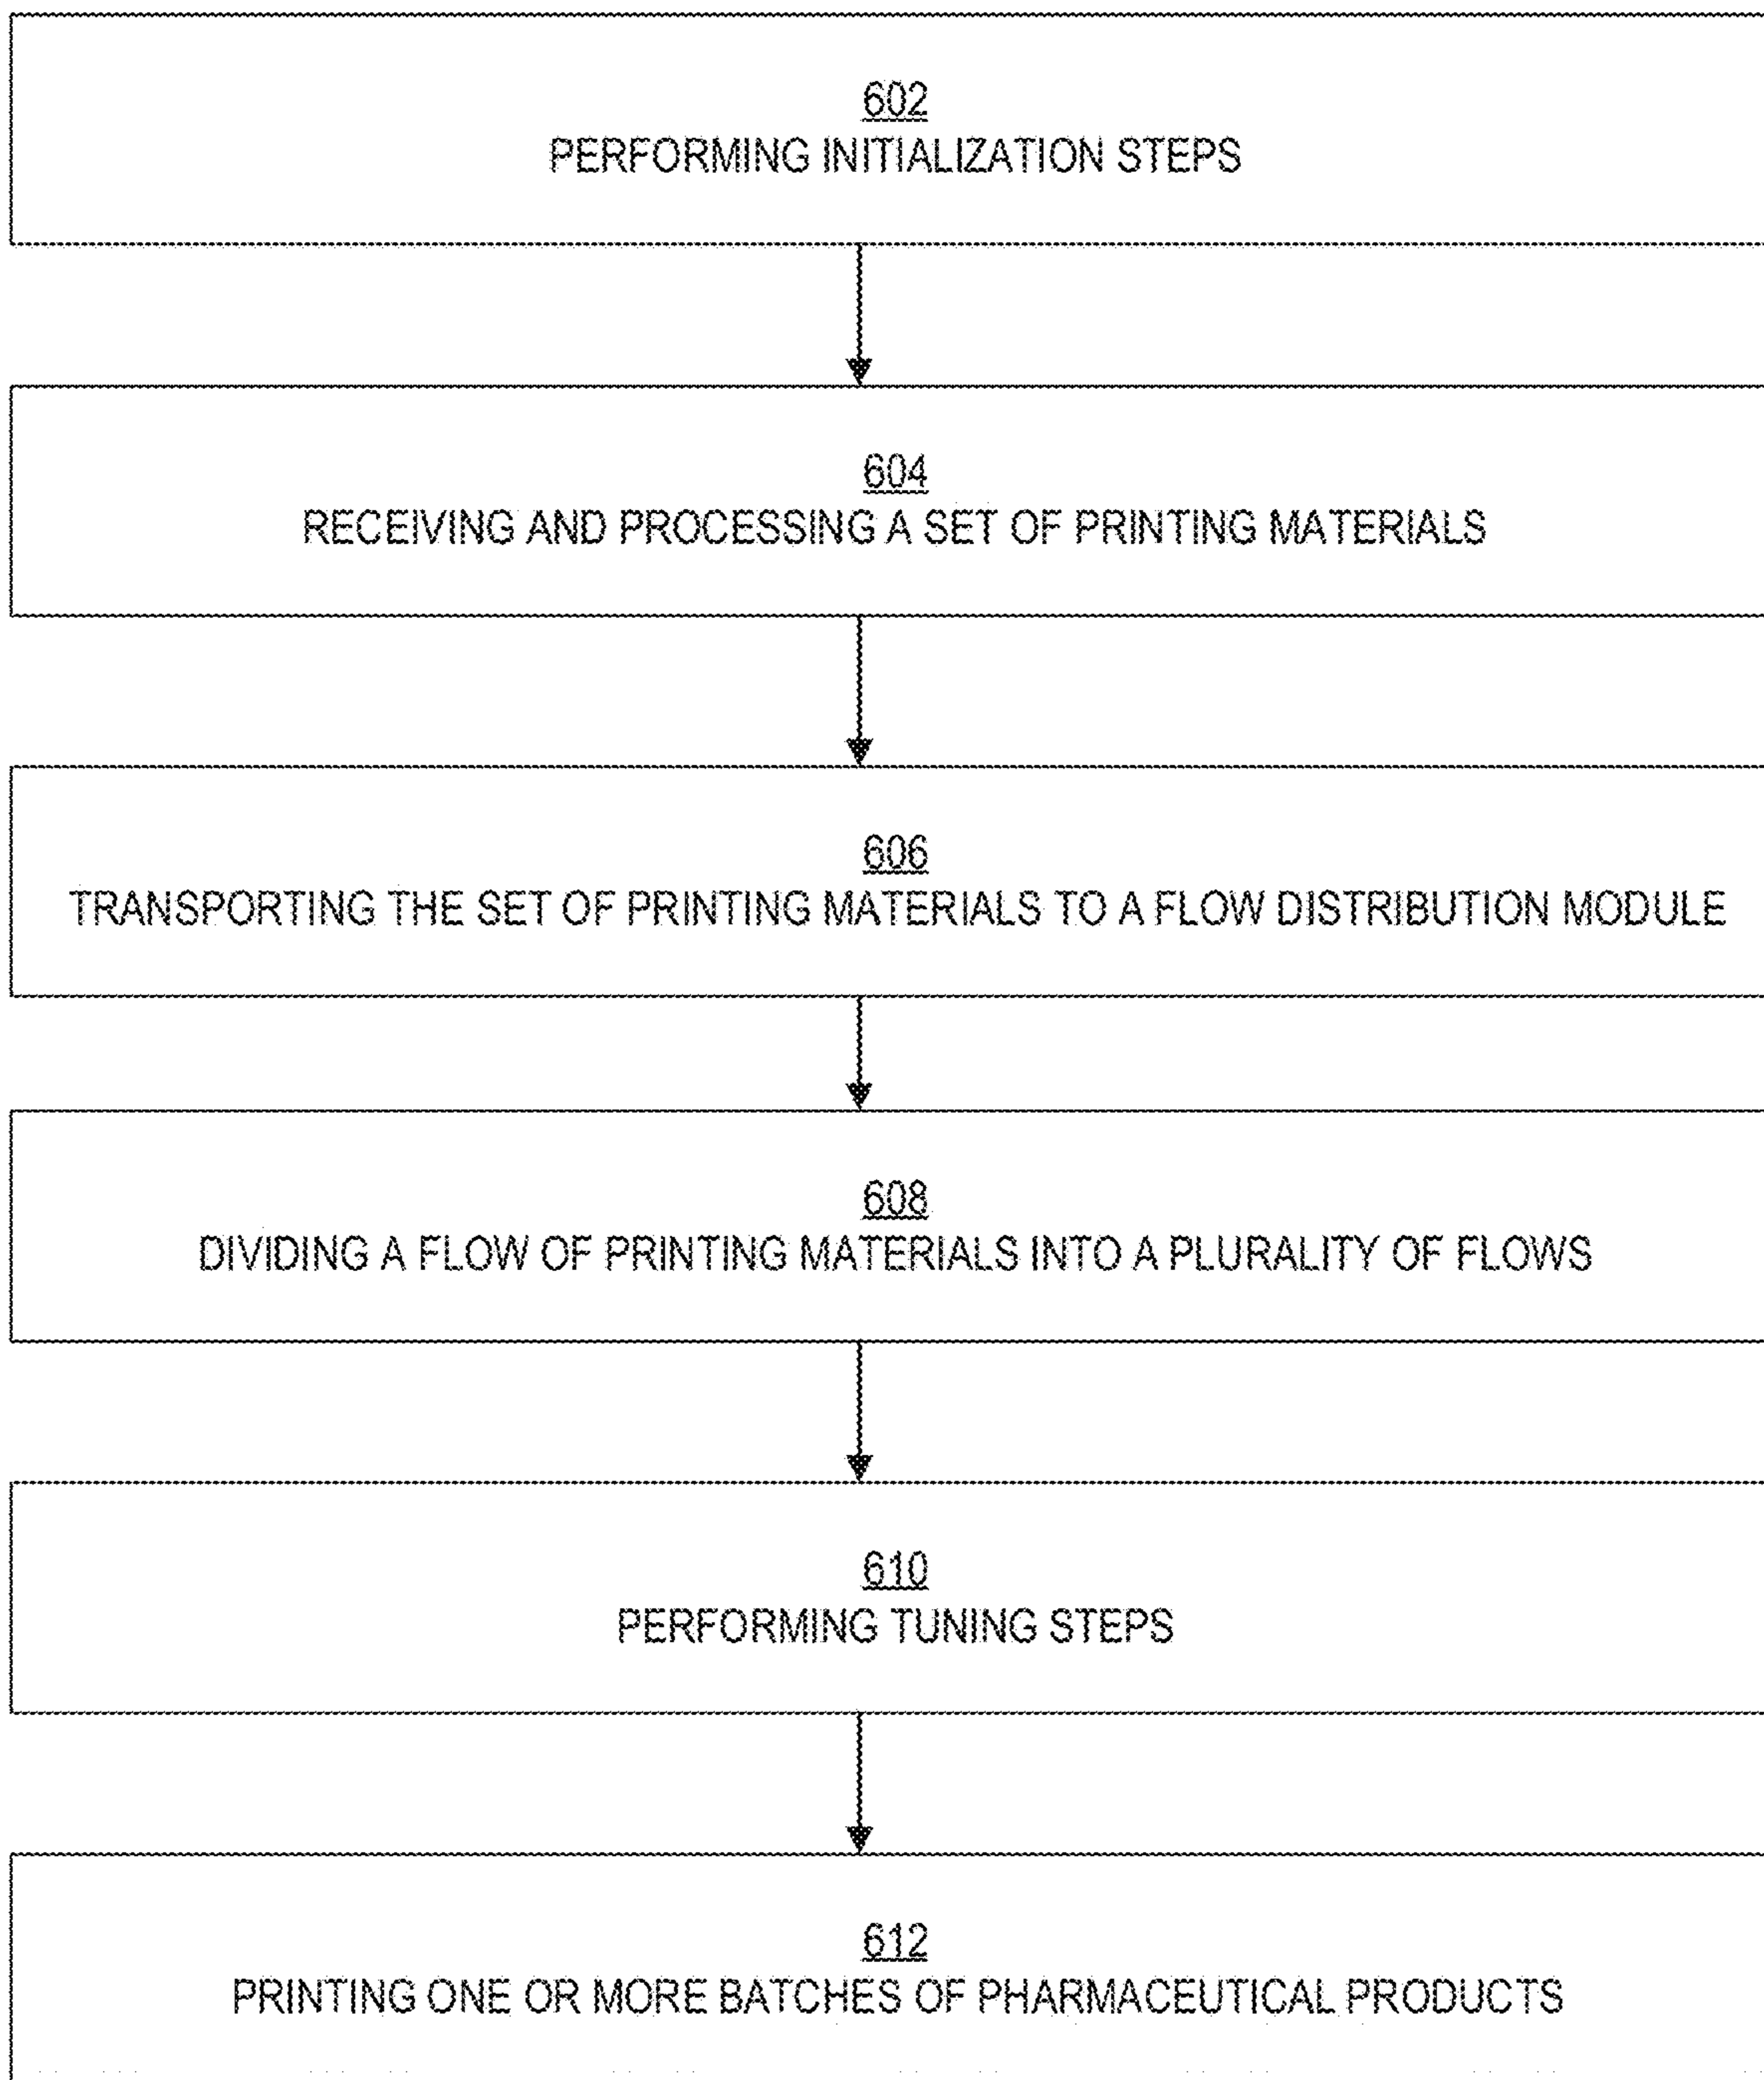 602
PERFORMING INITIALIZATION STEPS
604
RECEIVING AND PROCESSING A SET OF PRINTING MATERIALS
606
TRANSPORTING THE SET OF PRINTING MATERIALS TO A FLOW DISTRIBUTION MODULE
608
DIVIDING A FLOW OF PRINTING MATERIALS INTO A PLURALITY OF FLOWS
610
PERFORMING TUNING STEPS
612
PRINTING ONE OR MORE BATCHES OF PHARMACEUTICAL PRODUCTS